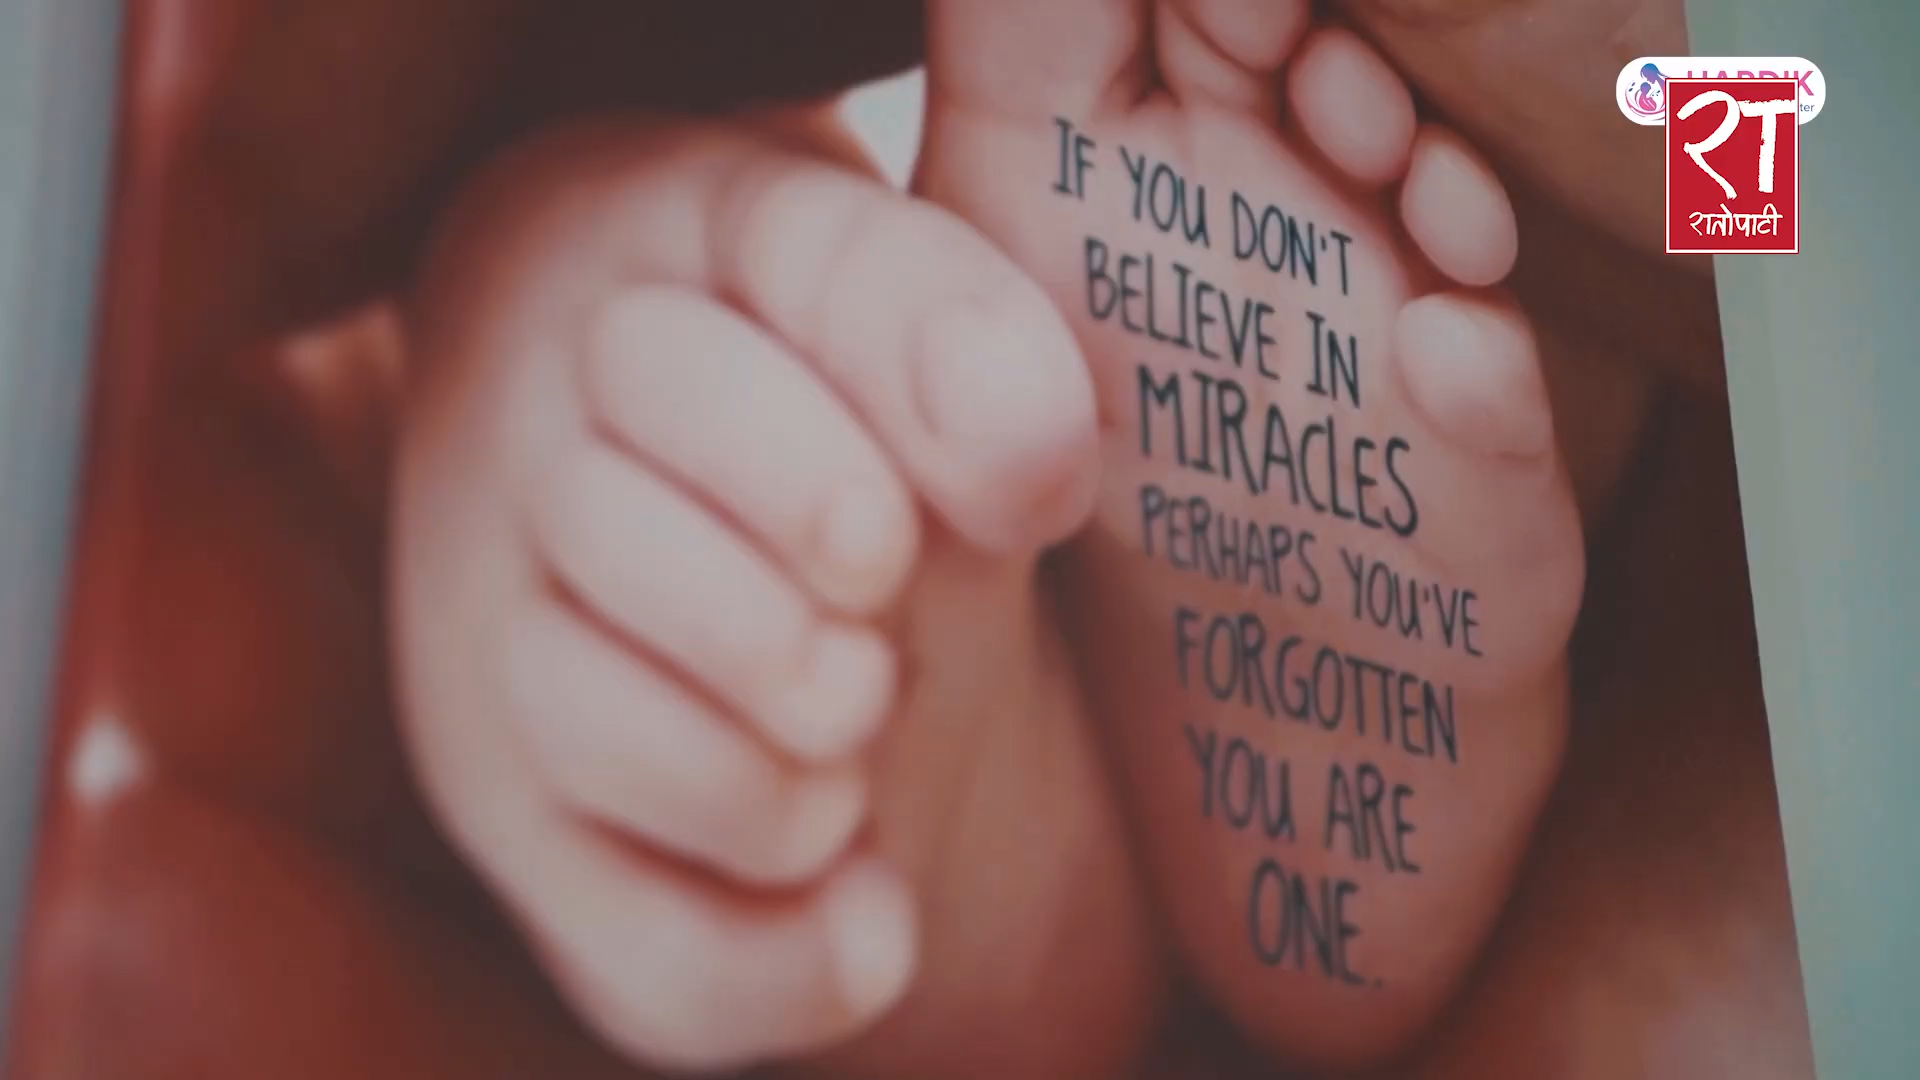 IF YOU DON'T
BELIEVE IN
MIRACLES
PERHAPS YOU'VE
FORGOTTEN
YOU ARE
ONE.
रा
रातोपाटी